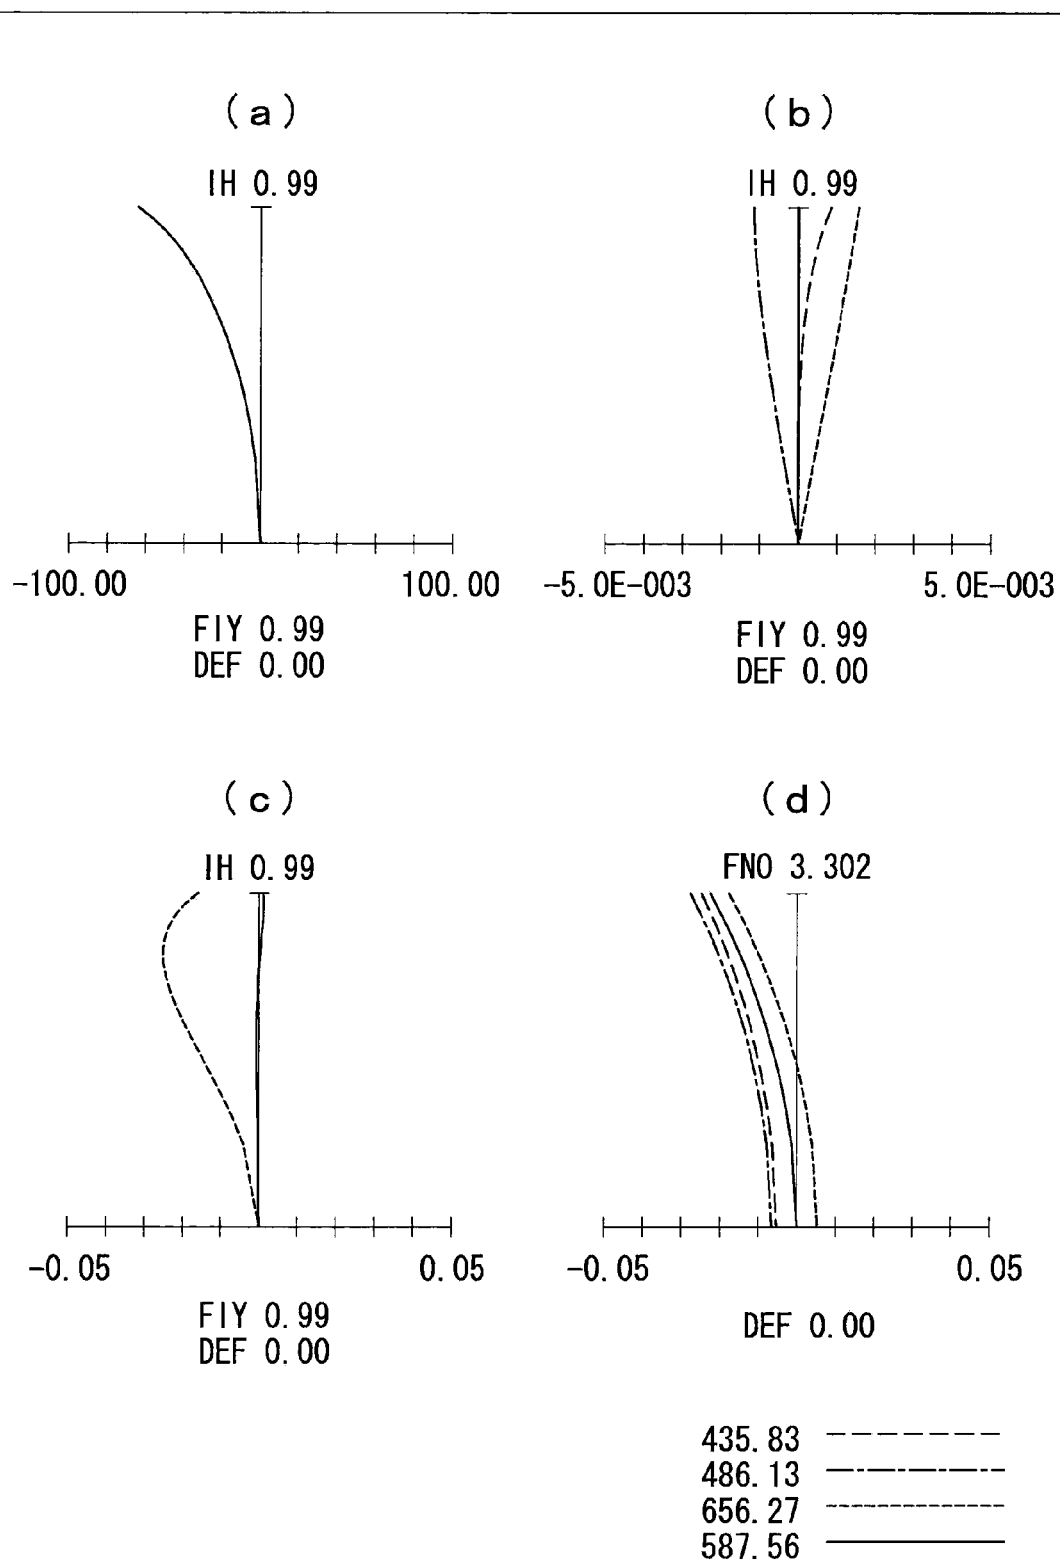 (a)
IH 0.99
-100.00 100.00
FIY 0.99
DEF 0.00
(b)
IH 0.99
-5.0E-003 5.0E-003
FIY 0.99
DEF 0.00
(c)
IH 0.99
-0.05 0.05
FIY 0.99
DEF 0.00
(d)
FNO 3.302
-0.05 0.05
DEF 0.00
435.83
486.13
656.27
587.56